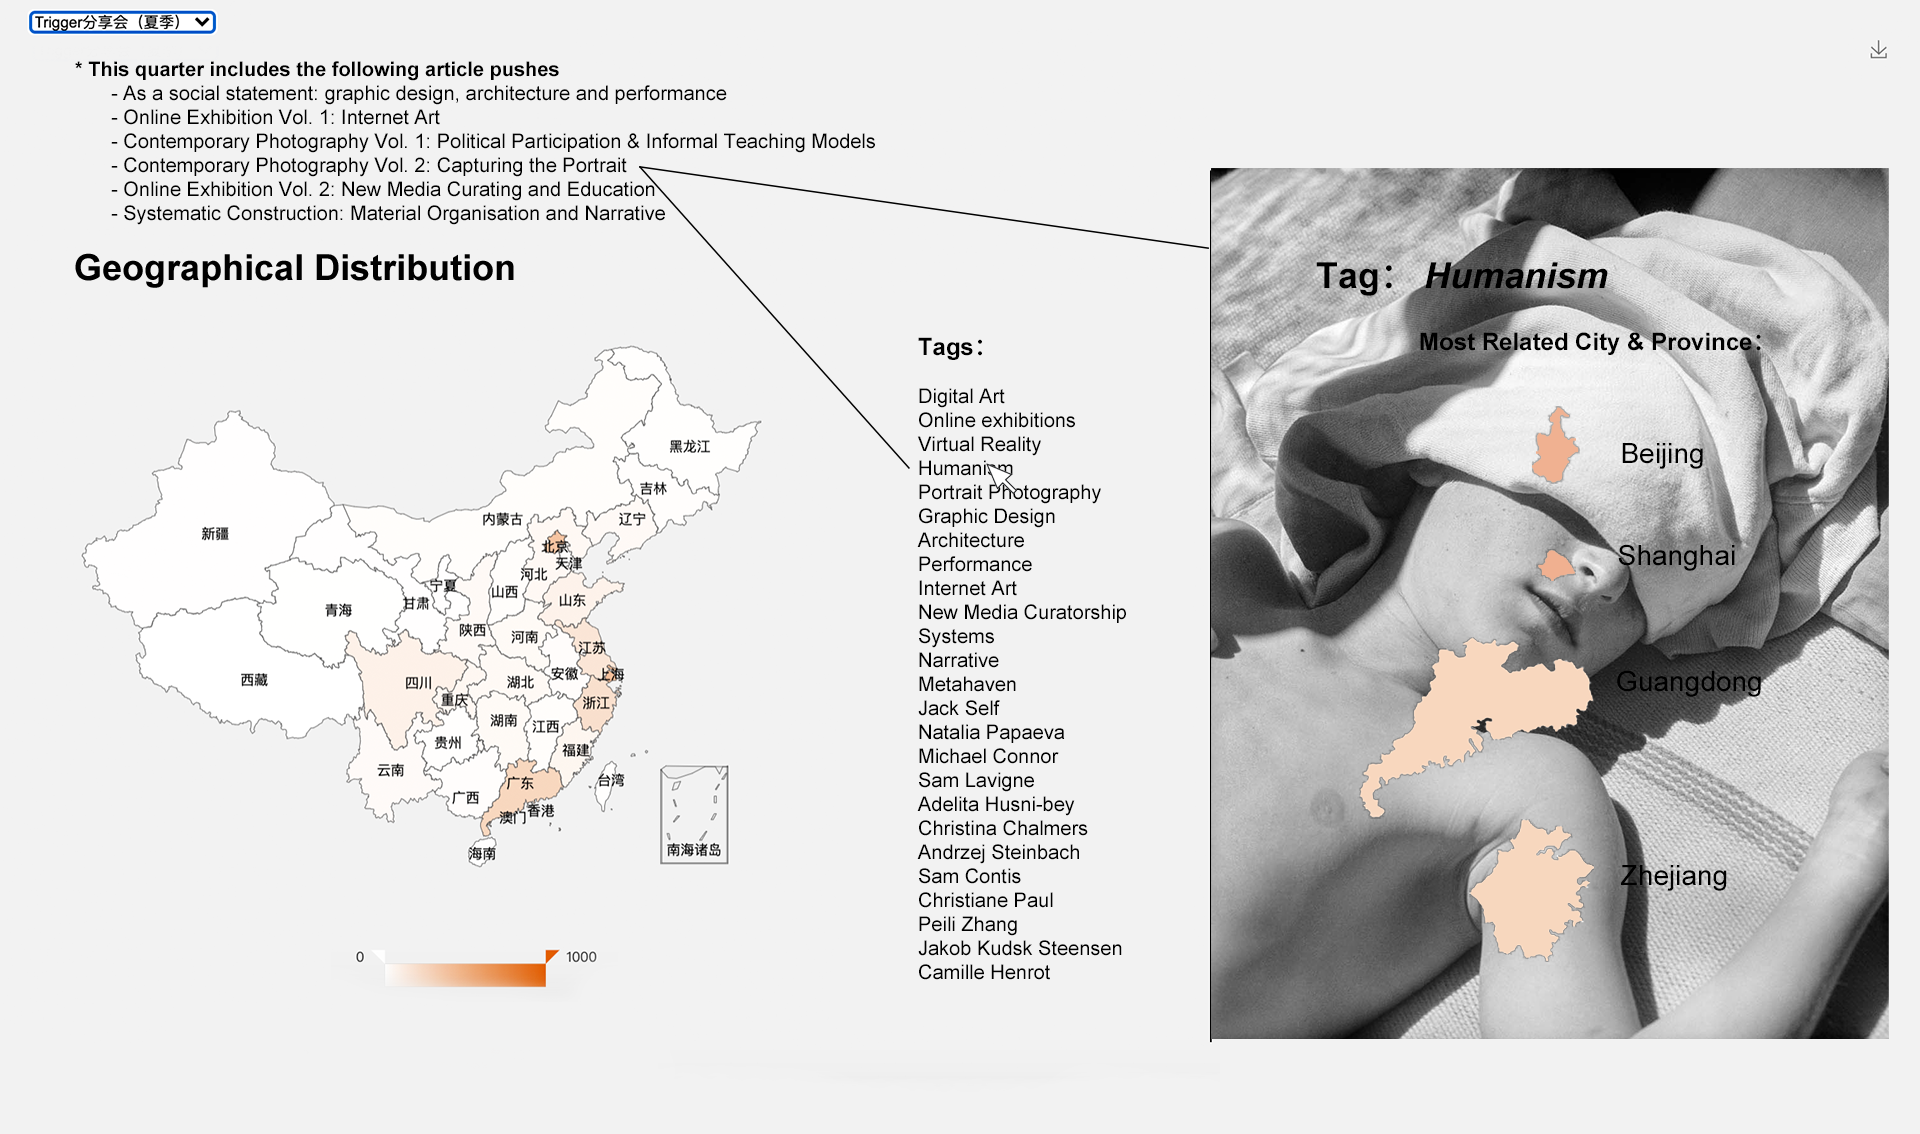 Trigger分享会（夏季）
* This quarter includes the following article pushes
- As a social statement: graphic design, architecture and performance
- Online Exhibition Vol. 1: Internet Art
- Contemporary Photography Vol. 1: Political Participation & Informal Teaching Models
- Contemporary Photography Vol. 2: Capturing the Portrait
- Online Exhibition Vol. 2: New Media Curating and Education
- Systematic Construction: Material Organisation and Narrative
Geographical Distribution
黑龙江
吉林
辽宁
内蒙古
新疆
北京
天津
河北
宁夏
山西
甘肃
青海
山东
陕西
河南
江苏
西藏
四川
湖北
安徽
上海
重庆
浙江
湖南
江西
贵州
福建
云南
广东
台湾
广西
香港
澳门
海南
南海诸岛
0
1000
Tags：
Digital Art
Online exhibitions
Virtual Reality
Humanism
Portrait Photography
Graphic Design
Architecture
Performance
Internet Art
New Media Curatorship
Systems
Narrative
Metahaven
Jack Self
Natalia Papaeva
Michael Connor
Sam Lavigne
Adelita Husni-bey
Christina Chalmers
Andrzej Steinbach
Sam Contis
Christiane Paul
Peili Zhang
Jakob Kudsk Steensen
Camille Henrot
Tag： Humanism
Most Related City & Province：
Beijing
Shanghai
Guangdong
Zhejiang